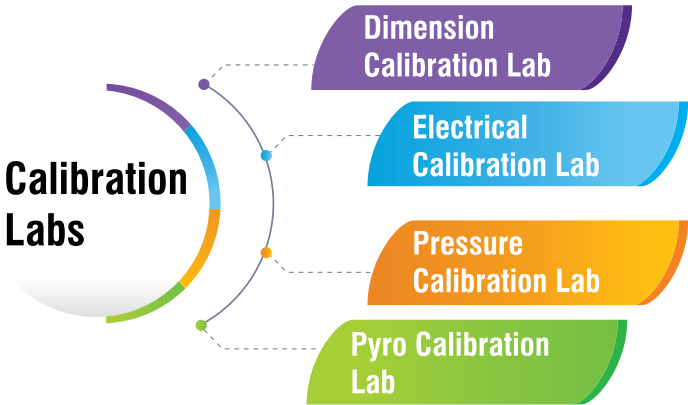 Calibration
Labs
Dimension
Calibration Lab
Electrical
Calibration Lab
Pressure
Calibration Lab
Pyro Calibration
Lab